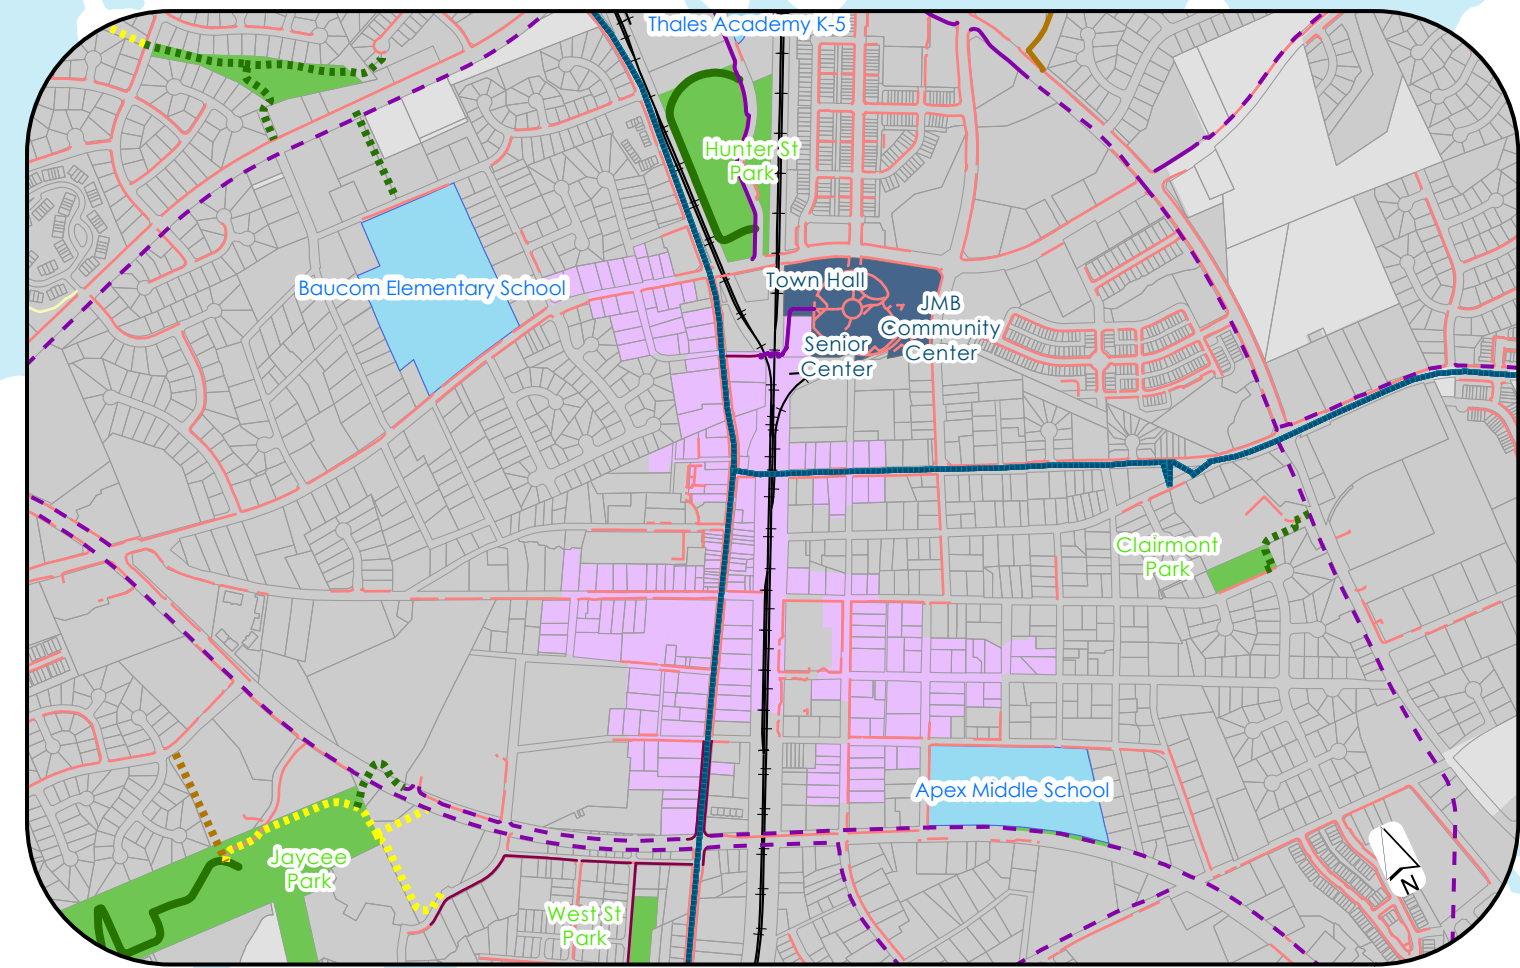 Thales Academy K-5
Hunter St
Park
Baucom Elementary School
Town Hall
JMB
Community
Center
Senior
Center
Clairmont
Park
Apex Middle School
Jaycee
Park
West St
Park
N